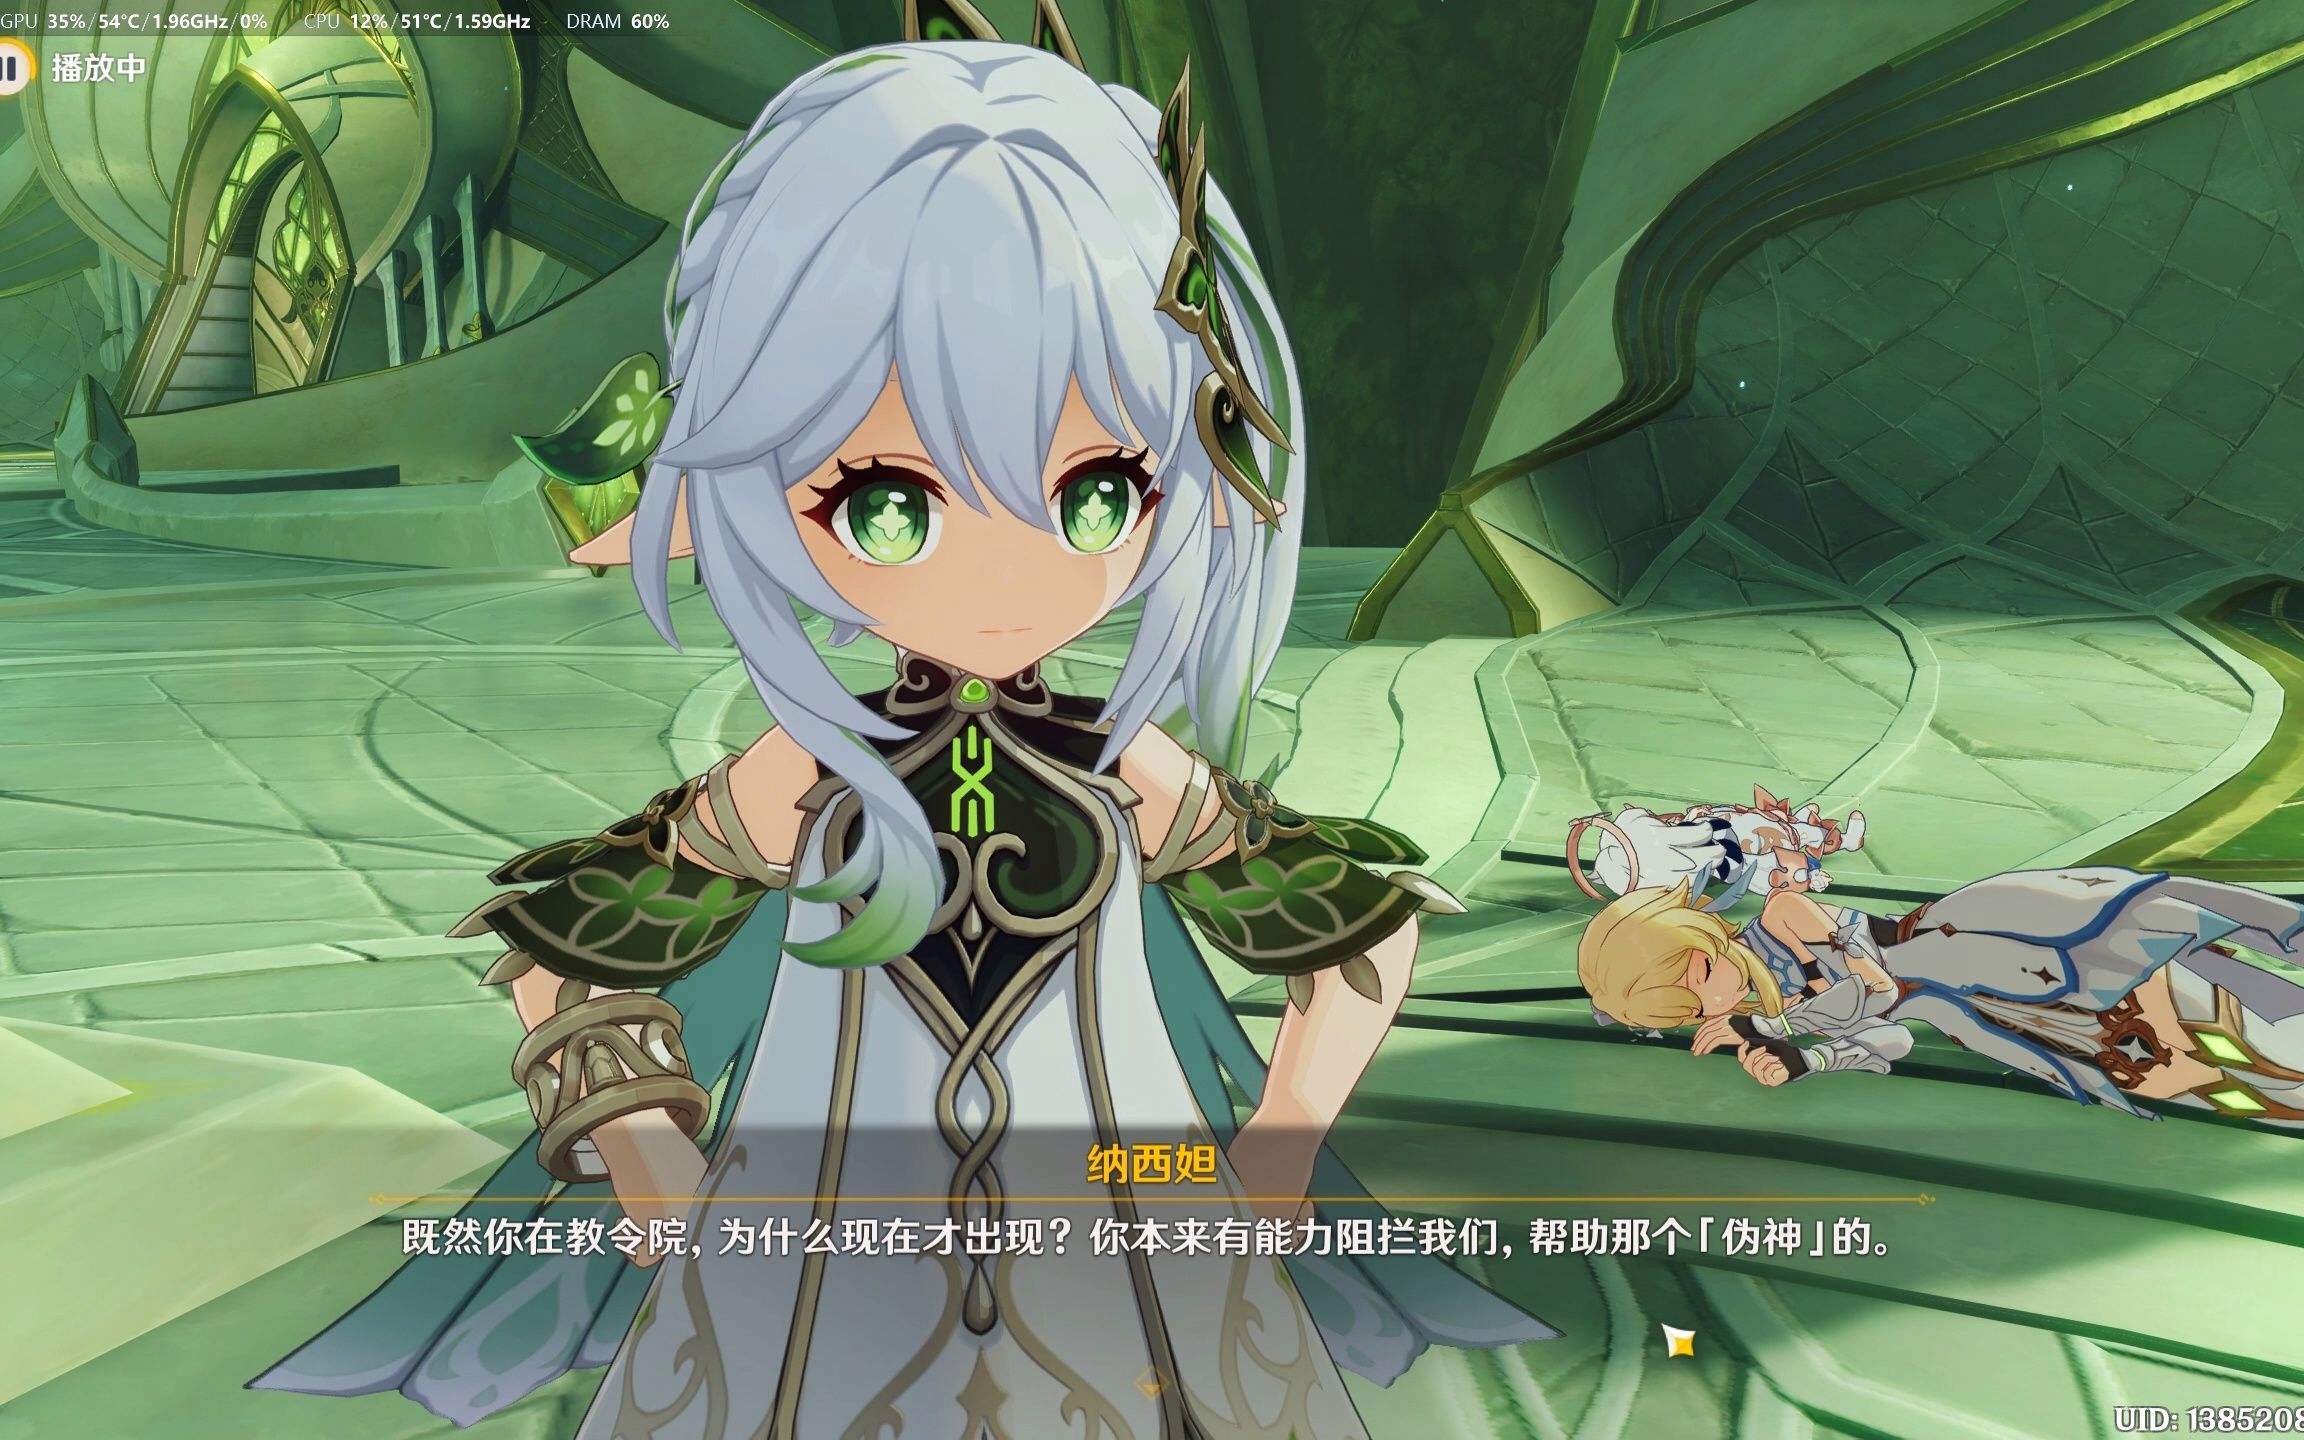 GPU 35%/54°C/1.96GHz/0% CPU 12%/51°C/1.59GHz DRAM 60%
播放中
纳西妲
既然你在教令院，为什么现在才出现？你本来有能力阻拦我们，帮助那个「伪神」的。
UID: 1385208